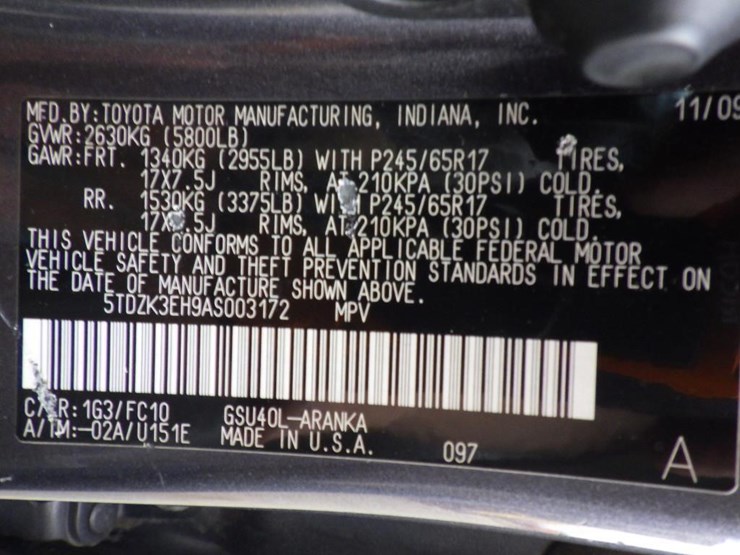 MFD.BY:TOYOTA MOTOR MANUFACTURING, INDIANA, INC. 11/09
GVWR:2630KG (5800LB)
GAWR:FRT. 1340KG (2955LB) WITH P245/65R17 TIRES,
17X7.5J RIMS, AT 210KPA (30PSI) COLD.
RR. 1530KG (3375LB) WITH P245/65R17 TIRES,
17X7.5J RIMS, AT 210KPA (30PSI) COLD.
THIS VEHICLE CONFORMS TO ALL APPLICABLE FEDERAL MOTOR
VEHICLE SAFETY AND THEFT PREVENTION STANDARDS IN EFFECT ON
THE DATE OF MANUFACTURE SHOWN ABOVE.
5TDZK3EH9AS003172 MPV
C/TR:1G3/FC10 GSU40L-ARANKA
A/TM:-02A/U151E MADE IN U.S.A. 097 A